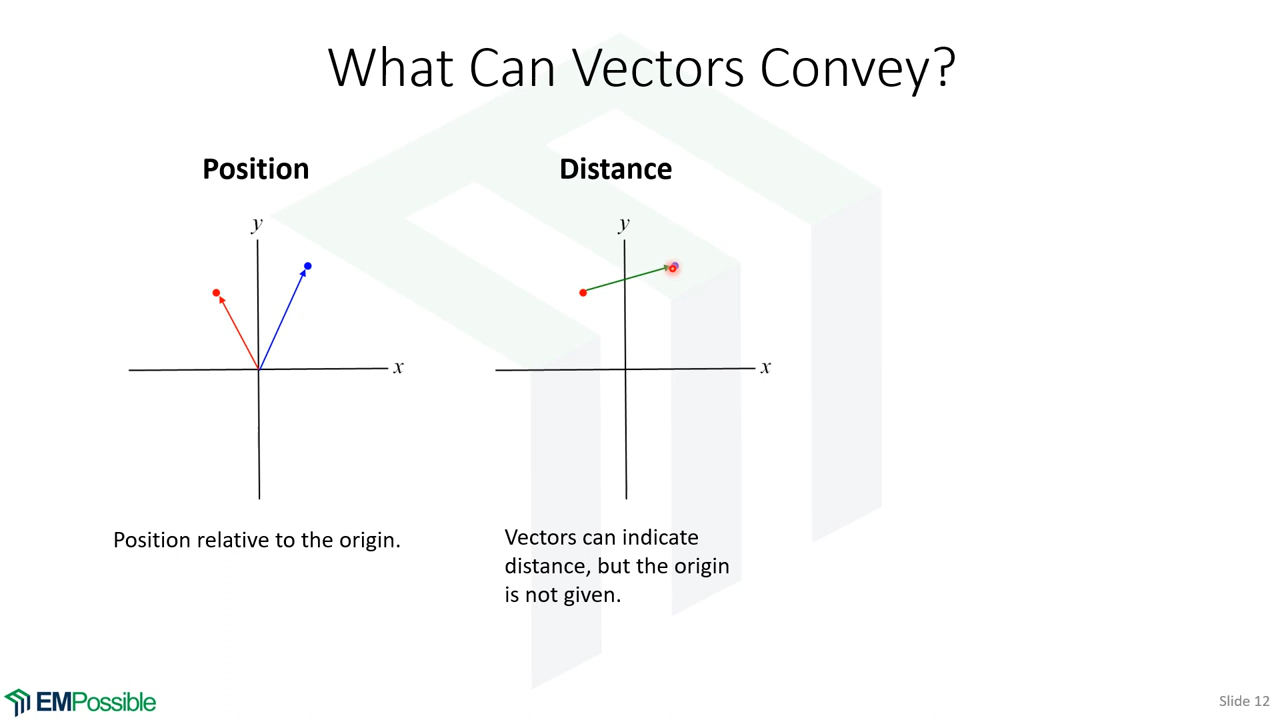 What Can Vectors Convey?
Position
Distance
y
x
y
x
Position relative to the origin.
Vectors can indicate
distance, but the origin
is not given.
EMPossible
Slide 12